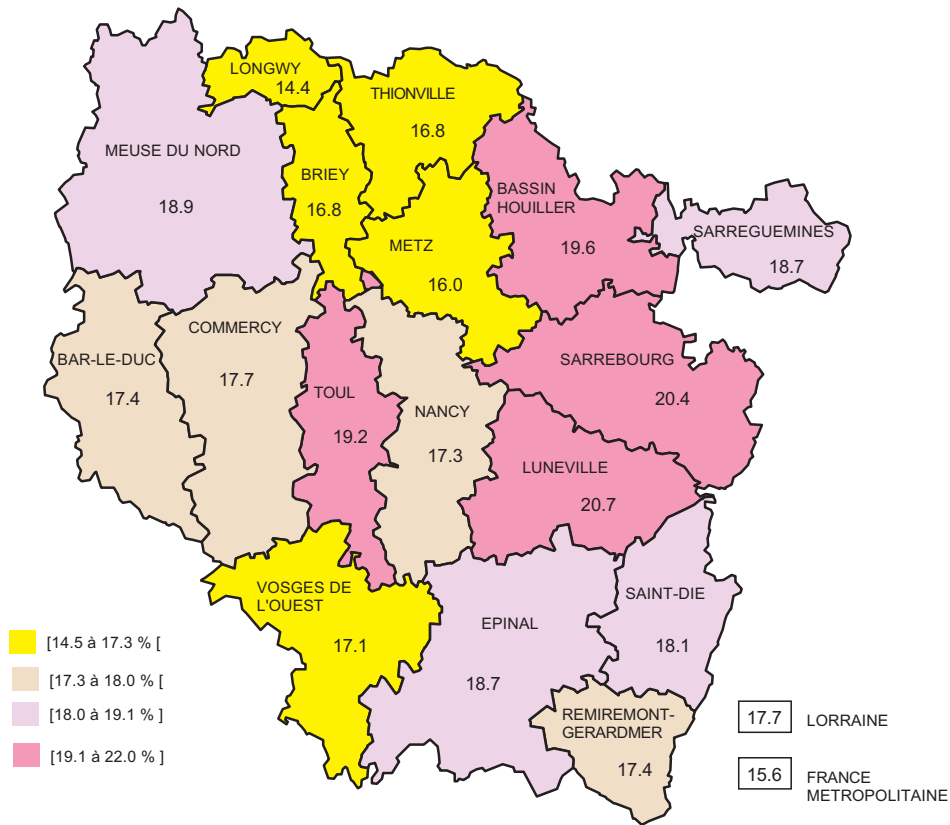 LONGWY
14.4
THIONVILLE
16.8
MEUSE DU NORD
18.9
BRIEY
16.8
BASSIN
HOUILLER
19.6
METZ
16.0
SARREGUEMINES
18.7
BAR-LE-DUC
17.4
COMMERCY
17.7
TOUL
19.2
NANCY
17.3
SARREBOURG
20.4
LUNEVILLE
20.7
VOSGES DE
L'OUEST
17.1
EPINAL
18.7
SAINT-DIE
18.1
REMIREMONT-
GERARDMER
17.4
[14.5 à 17.3 % [
[17.3 à 18.0 % [
[18.0 à 19.1 % ]
[19.1 à 22.0 % ]
17.7 LORRAINE
15.6 FRANCE
METROPOLITAINE